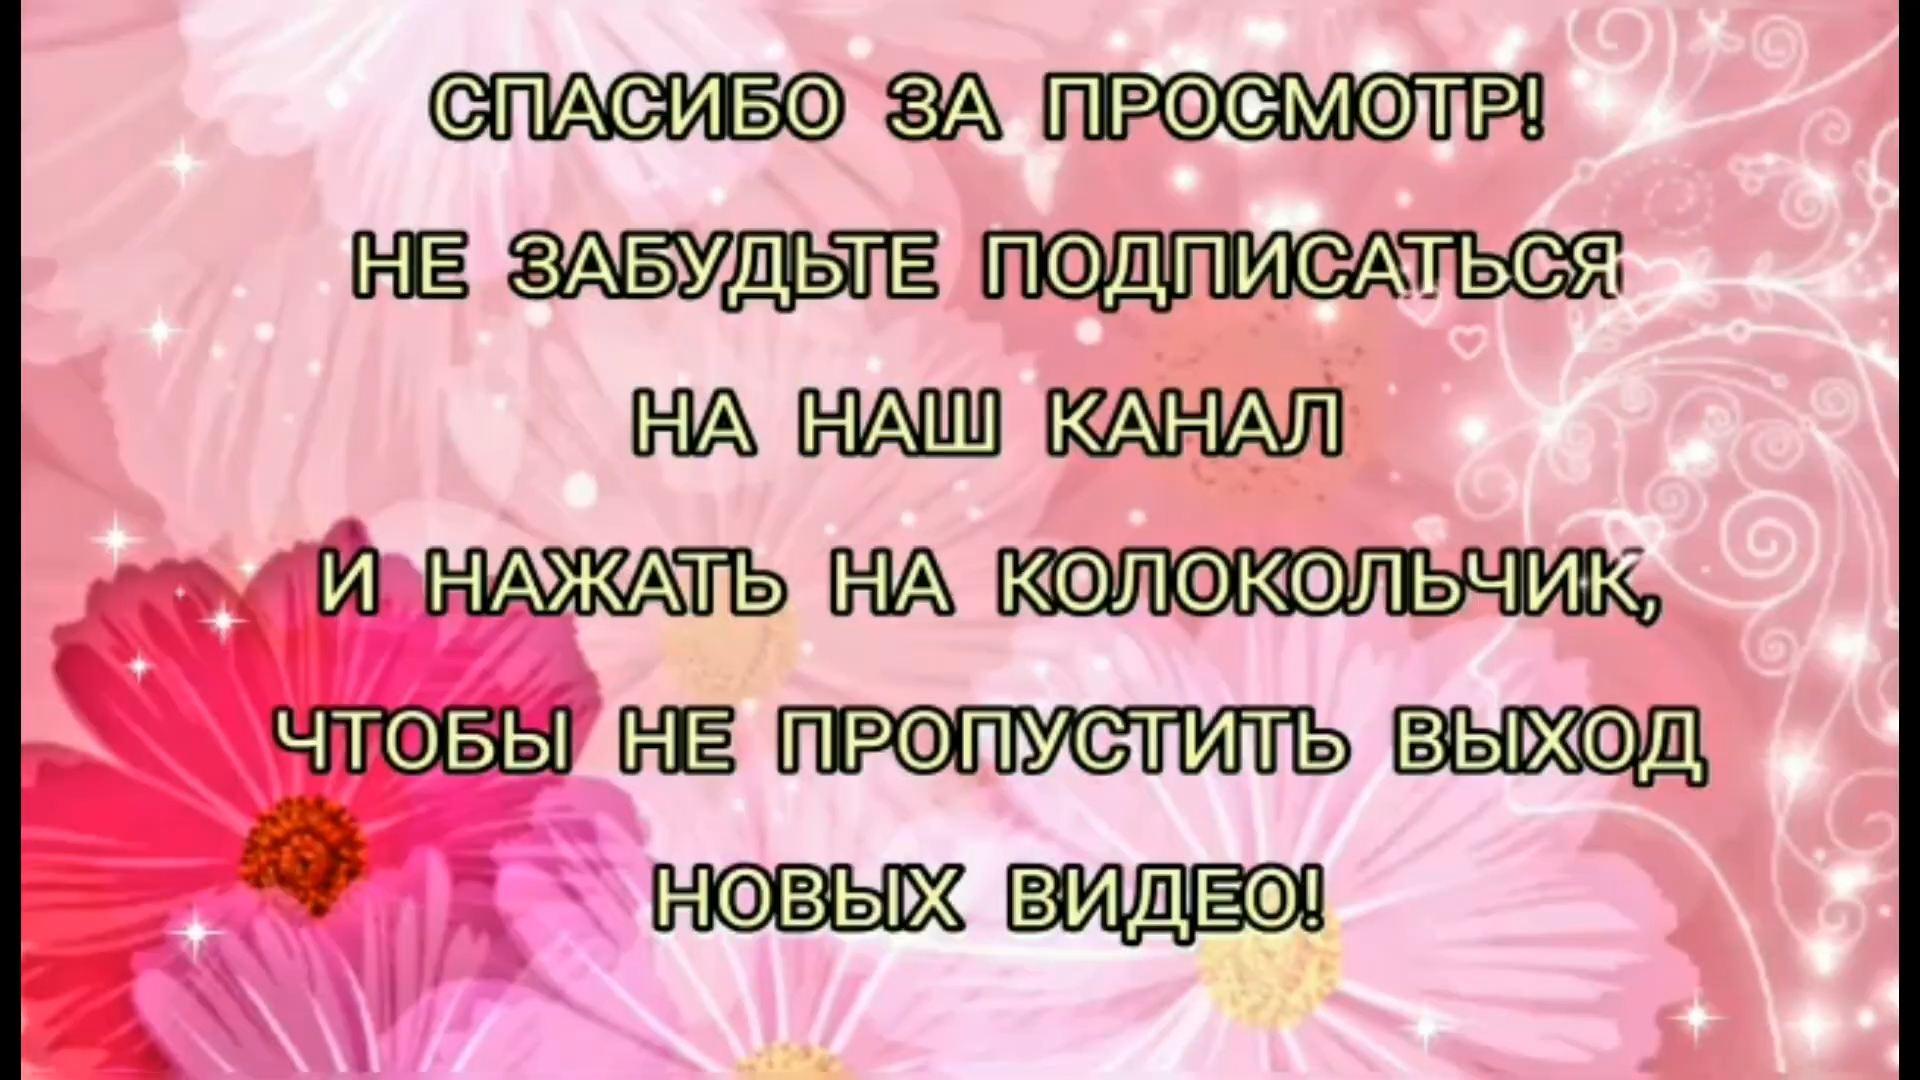 СПАСИБО ЗА ПРОСМОТР!
НЕ ЗАБУДЬТЕ ПОДПИСАТЬСЯ
НА НАШ КАНАЛ
И НАЖАТЬ НА КОЛОКОЛЬЧИК,
ЧТОБЫ НЕ ПРОПУСТИТЬ ВЫХОД
НОВЫХ ВИДЕО!